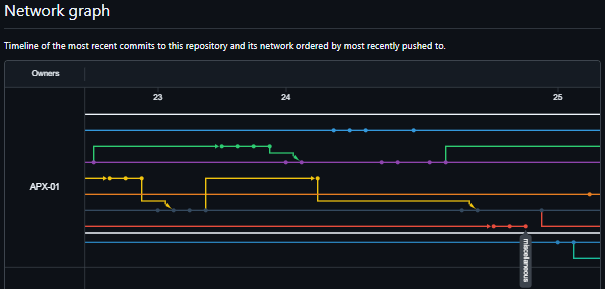 Network graph
Timeline of the most recent commits to this repository and its network ordered by most recently pushed to.
Owners
23 24 25
APX-01
miscellaneous